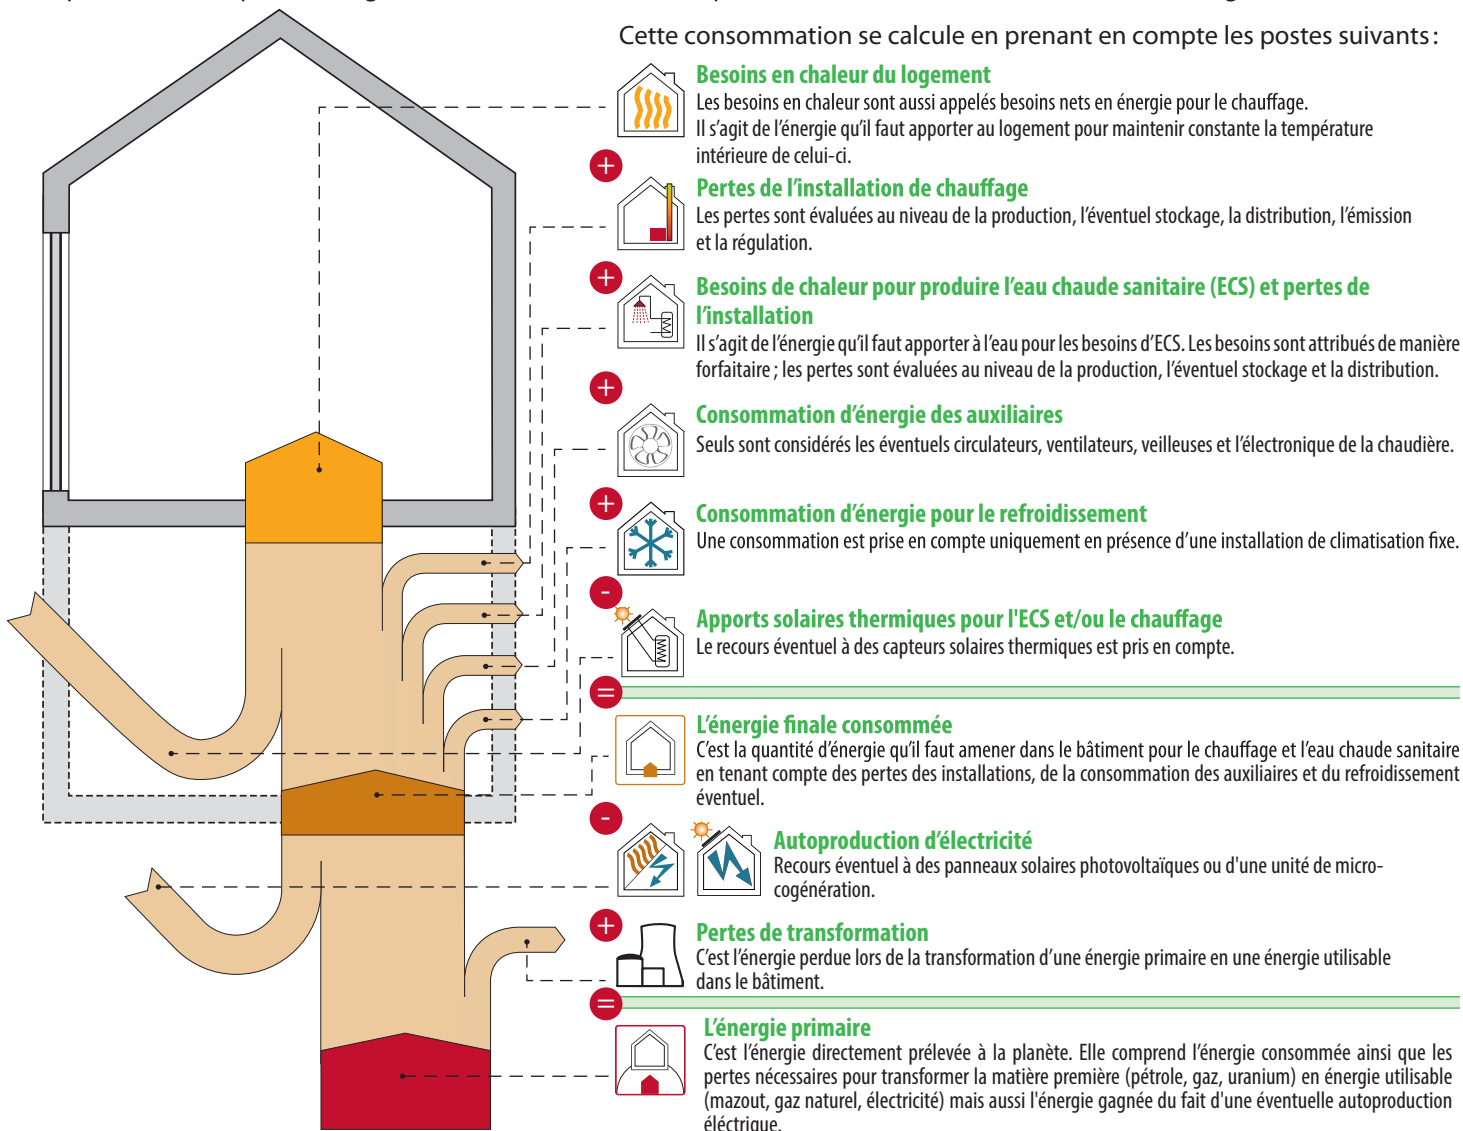 Cette consommation se calcule en prenant en compte les postes suivants :
Besoins en chaleur du logement
Les besoins en chaleur sont aussi appelés besoins nets en énergie pour le chauffage.
Il s'agit de l'énergie qu'il faut apporter au logement pour maintenir constante la température
intérieure de celui-ci.
+
Pertes de l'installation de chauffage
Les pertes sont évaluées au niveau de la production, l'éventuel stockage, la distribution, l'émission
et la régulation.
+
Besoins de chaleur pour produire l'eau chaude sanitaire (ECS) et pertes de
l'installation
Il s'agit de l'énergie qu'il faut apporter à l'eau pour les besoins d'ECS. Les besoins sont attribués de manière
forfaitaire ; les pertes sont évaluées au niveau de la production, l'éventuel stockage et la distribution.
+
Consommation d'énergie des auxiliaires
Seuls sont considérés les éventuels circulateurs, ventilateurs, veilleuses et l'électronique de la chaudière.
+
Consommation d'énergie pour le refroidissement
Une consommation est prise en compte uniquement en présence d'une installation de climatisation fixe.
-
Apports solaires thermiques pour l'ECS et/ou le chauffage
Le recours éventuel à des capteurs solaires thermiques est pris en compte.
=
L'énergie finale consommée
C'est la quantité d'énergie qu'il faut amener dans le bâtiment pour le chauffage et l'eau chaude sanitaire
en tenant compte des pertes des installations, de la consommation des auxiliaires et du refroidissement
éventuel.
-
Autoproduction d'électricité
Recours éventuel à des panneaux solaires photovoltaïques ou d'une unité de micro-
cogénération.
+
Pertes de transformation
C'est l'énergie perdue lors de la transformation d'une énergie primaire en une énergie utilisable
dans le bâtiment.
=
L'énergie primaire
C'est l'énergie directement prélevée à la planète. Elle comprend l'énergie consommée ainsi que les
pertes nécessaires pour transformer la matière première (pétrole, gaz, uranium) en énergie utilisable
(mazout, gaz naturel, électricité) mais aussi l'énergie gagnée du fait d'une éventuelle autoproduction
éléctrique.